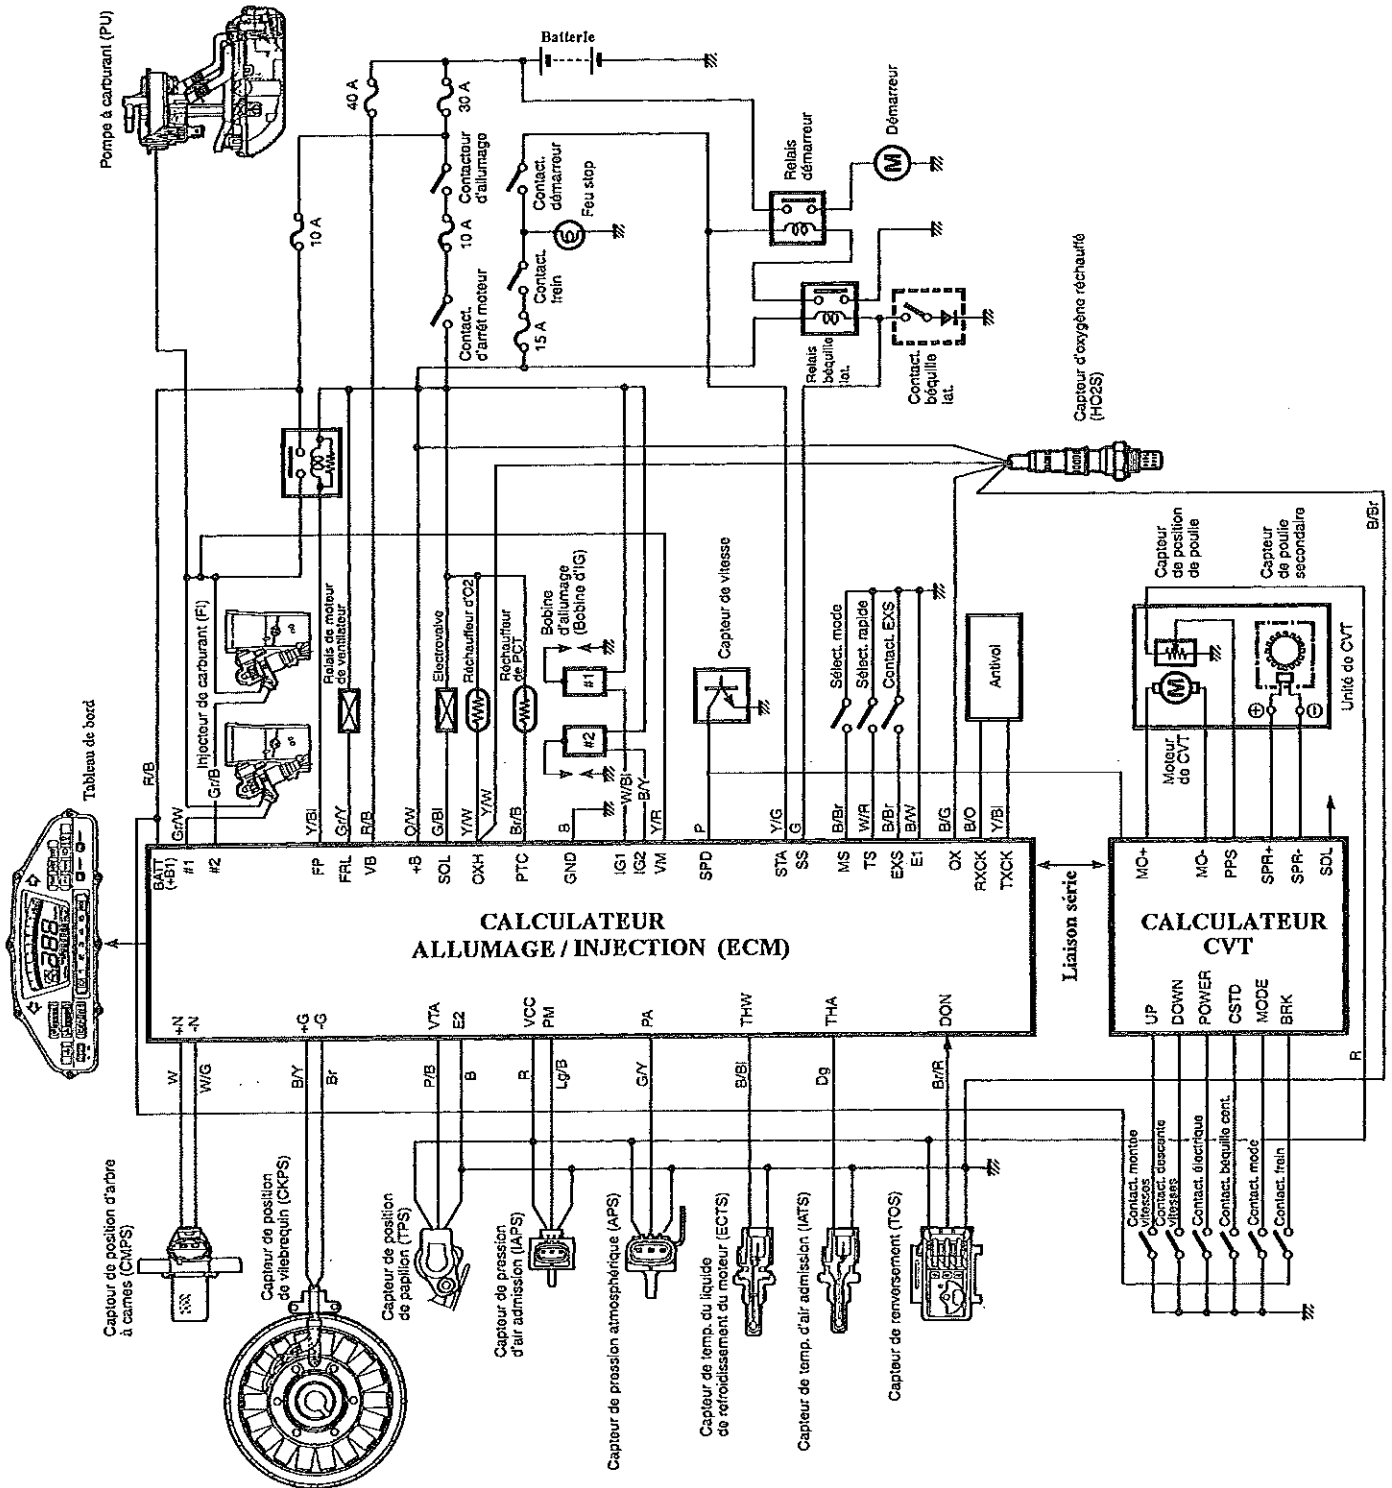 Pompe à carburant (PU)
Batterie
40 A
30 A
10 A
Contacteur
d'allumage
10 A
Contact.
d'arrêt moteur
Contact.
démarreur
Feu stop
Contact.
frein
15 A
Relais
démarreur
Démarreur
Relais
béquille
lat.
Contact.
béquille
lat.
Capteur d'oxygène réchauffé
(HO2S)
Tableau de bord
Injecteur de carburant (FI)
Relais de moteur
de ventilateur
Electrovalve
Réchauffeur d'O2
Réchauffeur
de PCT
Bobine
d'allumage
(Bobine d'IG)
#1
#2
Capteur de vitesse
M
Sélect. mode
Sélect. rapide
Contact. EXS
Antivol
Capteur
de position
de poulie
Capteur
de poulie
secondaire
Moteur
de CVT
M
Unité de CVT
B/Br
R/B
Gr/W
Gr/B
Y/Bl
Gr/Y
R/B
O/W
G/Bl
Y/W
Y/W
Br/B
B
W/Bl
B/Y
Y/R
P
Y/G
G
B/Br
W/R
B/Br
B/W
B/G
B/O
Y/Bl
BATT
(+B1)
#1
#2
FP
FRL
VB
+B
SOL
OXH
PTC
GND
IG1
IG2
VM
SPD
STA
SS
MS
TS
EXS
E1
OX
RXCK
TXCK
CALCULATEUR
ALLUMAGE / INJECTION (ECM)
Liaison série
MO+
MO-
PPS
SPR+
SPR-
SDL
CALCULATEUR
CVT
UP
DOWN
POWER
CSTD
MODE
BRK
+N
-N
+G
-G
VTA
E2
VCC
PM
PA
THW
THA
DON
W
W/G
B/Y
Br
P/B
B
R
Lg/B
G/Y
B/Bl
Dg
Br/R
R
Capteur de position d'arbre
à cames (CMPS)
Capteur de position
de vilebrequin (CKPS)
Capteur de position
de papillon (TPS)
Capteur de pression
d'air admission (IAPS)
Capteur de pression atmosphérique (APS)
Capteur de temp. du liquide
de refroidissement du moteur (ECTS)
Capteur de temp. d'air admission (IATS)
Capteur de renversement (TOS)
Contact. montée
vitesses
Contact. descente
vitesses
Contact. électrique
Contact. béquille cent.
Contact. mode
Contact. frein